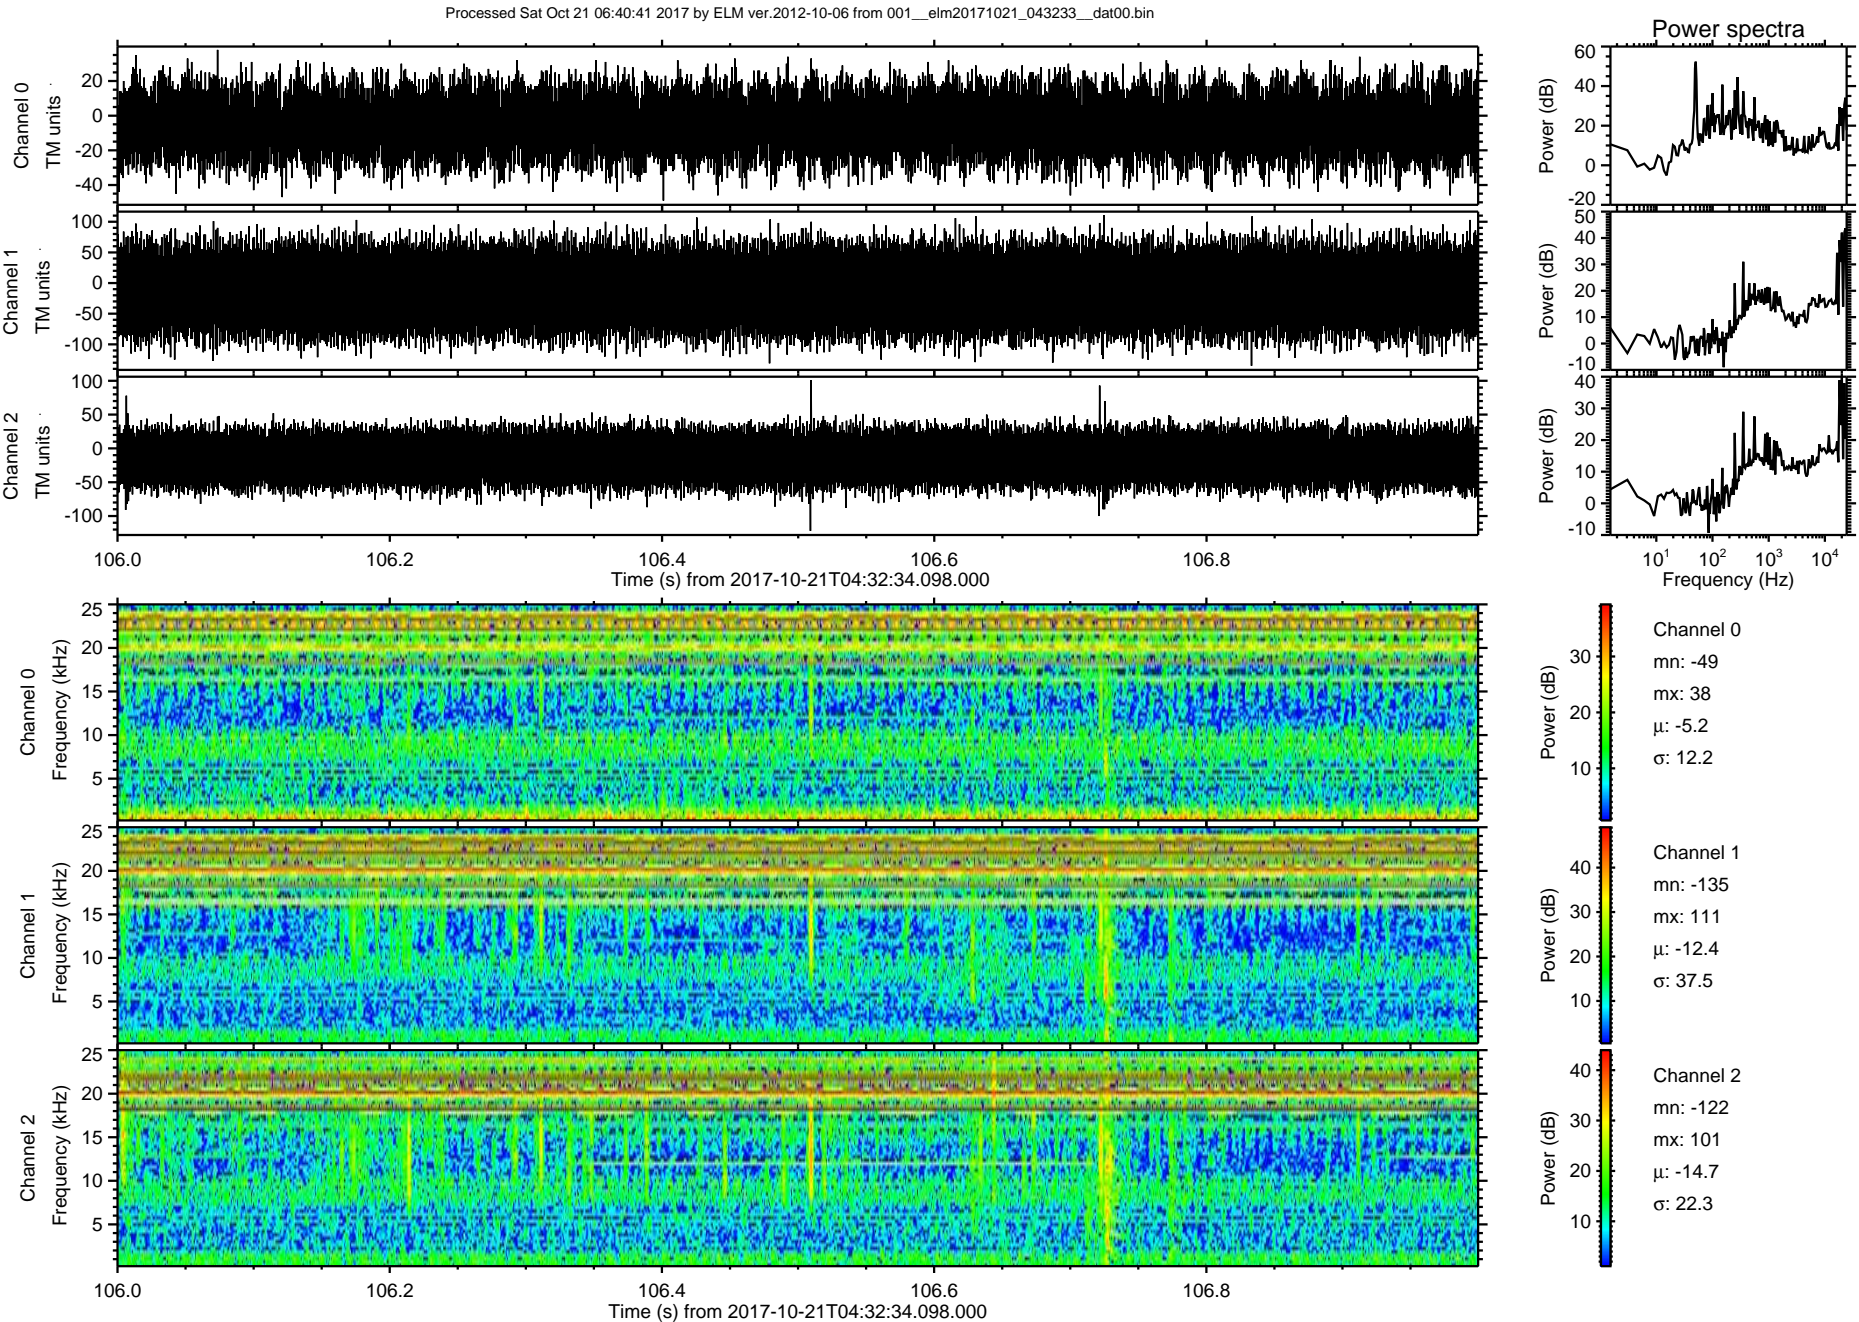 Processed Sat Oct 21 06:40:41 2017 by ELM ver.2012-10-06 from 001__elm20171021_043233__dat00.bin
Power spectra
Channel 0
TM units
20
0
-20
-40
Power (dB)
60
40
20
0
-20
Channel 1
TM units
100
50
0
-50
-100
Power (dB)
50
40
30
20
10
0
-10
Channel 2
TM units
100
50
0
-50
-100
Power (dB)
40
30
20
10
0
-10
106.0 106.2 106.4 106.6 106.8
Time (s) from 2017-10-21T04:32:34.098.000
10¹ 10² 10³ 10⁴
Frequency (Hz)
Channel 0
Frequency (kHz)
25
20
15
10
5
Power (dB)
30
20
10
Channel 0
mn: -49
mx: 38
μ: -5.2
σ: 12.2
Channel 1
Frequency (kHz)
25
20
15
10
5
Power (dB)
40
30
20
10
Channel 1
mn: -135
mx: 111
μ: -12.4
σ: 37.5
Channel 2
Frequency (kHz)
25
20
15
10
5
Power (dB)
40
30
20
10
Channel 2
mn: -122
mx: 101
μ: -14.7
σ: 22.3
106.0 106.2 106.4 106.6 106.8
Time (s) from 2017-10-21T04:32:34.098.000